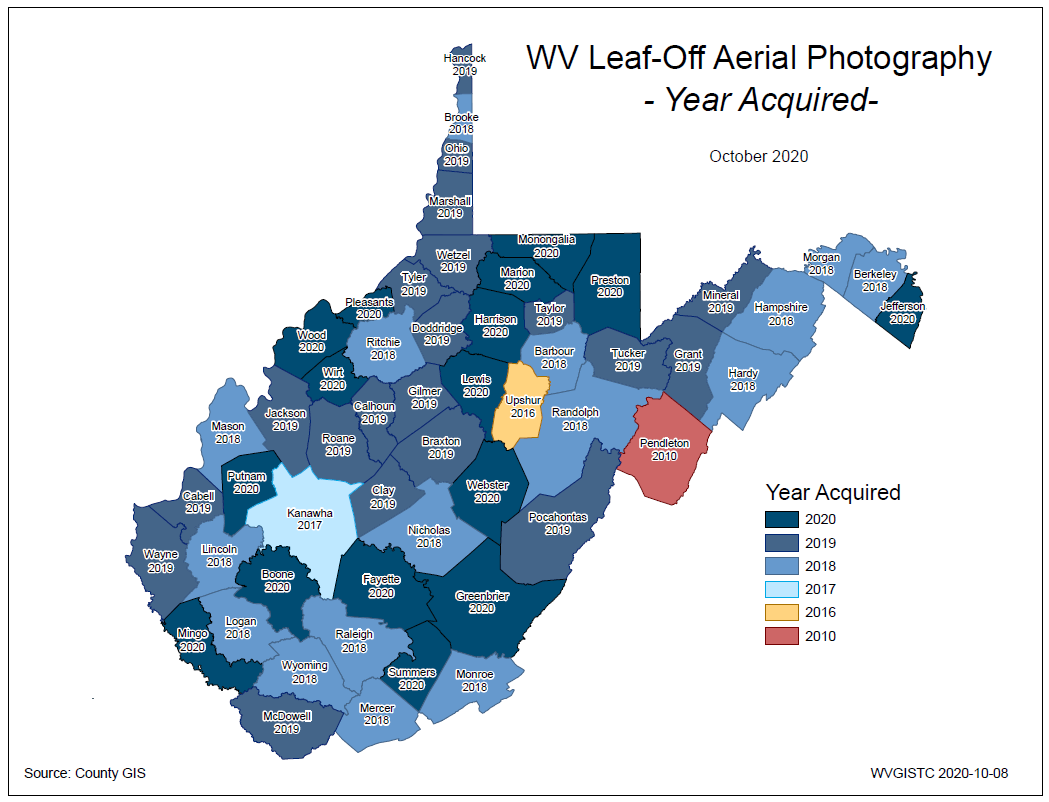 WV Leaf-Off Aerial Photography
- Year Acquired-
October 2020
Hancock
2019
Brooke
2018
Ohio
2019
Marshall
2019
Wetzel
2019
Monongalia
2020
Marion
2020
Preston
2020
Tyler
2019
Pleasants
2020
Doddridge
2019
Harrison
2020
Taylor
2019
Wood
2020
Ritchie
2018
Barbour
2018
Tucker
2019
Grant
2019
Mineral
2019
Hampshire
2018
Morgan
2018
Berkeley
2018
Jefferson
2020
Hardy
2018
Wirt
2020
Lewis
2020
Upshur
2016
Gilmer
2019
Calhoun
2019
Jackson
2019
Randolph
2018
Mason
2018
Roane
2019
Braxton
2019
Pendleton
2010
Putnam
2020
Webster
2020
Clay
2019
Cabell
2019
Kanawha
2017
Pocahontas
2019
Nicholas
2018
Wayne
2019
Lincoln
2018
Boone
2020
Fayette
2020
Greenbrier
2020
Logan
2018
Mingo
2020
Raleigh
2018
Wyoming
2018
Summers
2020
Monroe
2018
McDowell
2019
Mercer
2018
Year Acquired
2020
2019
2018
2017
2016
2010
Source: County GIS
WVGISTC 2020-10-08